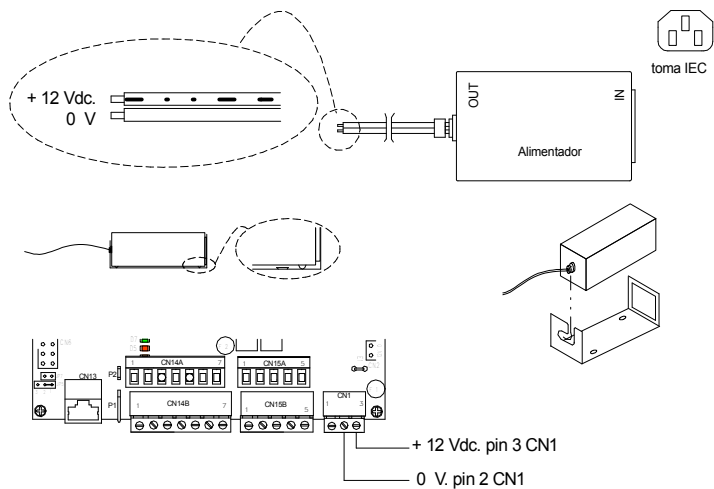 toma IEC
+ 12 Vdc.
0 V
OUT
IN
Alimentador
CN14A
1 7
CN15A
1 5
CN13
P2
P1
CN14B
1 7
CN15B
1 5
CN1
1 3
+ 12 Vdc. pin 3 CN1
0 V. pin 2 CN1